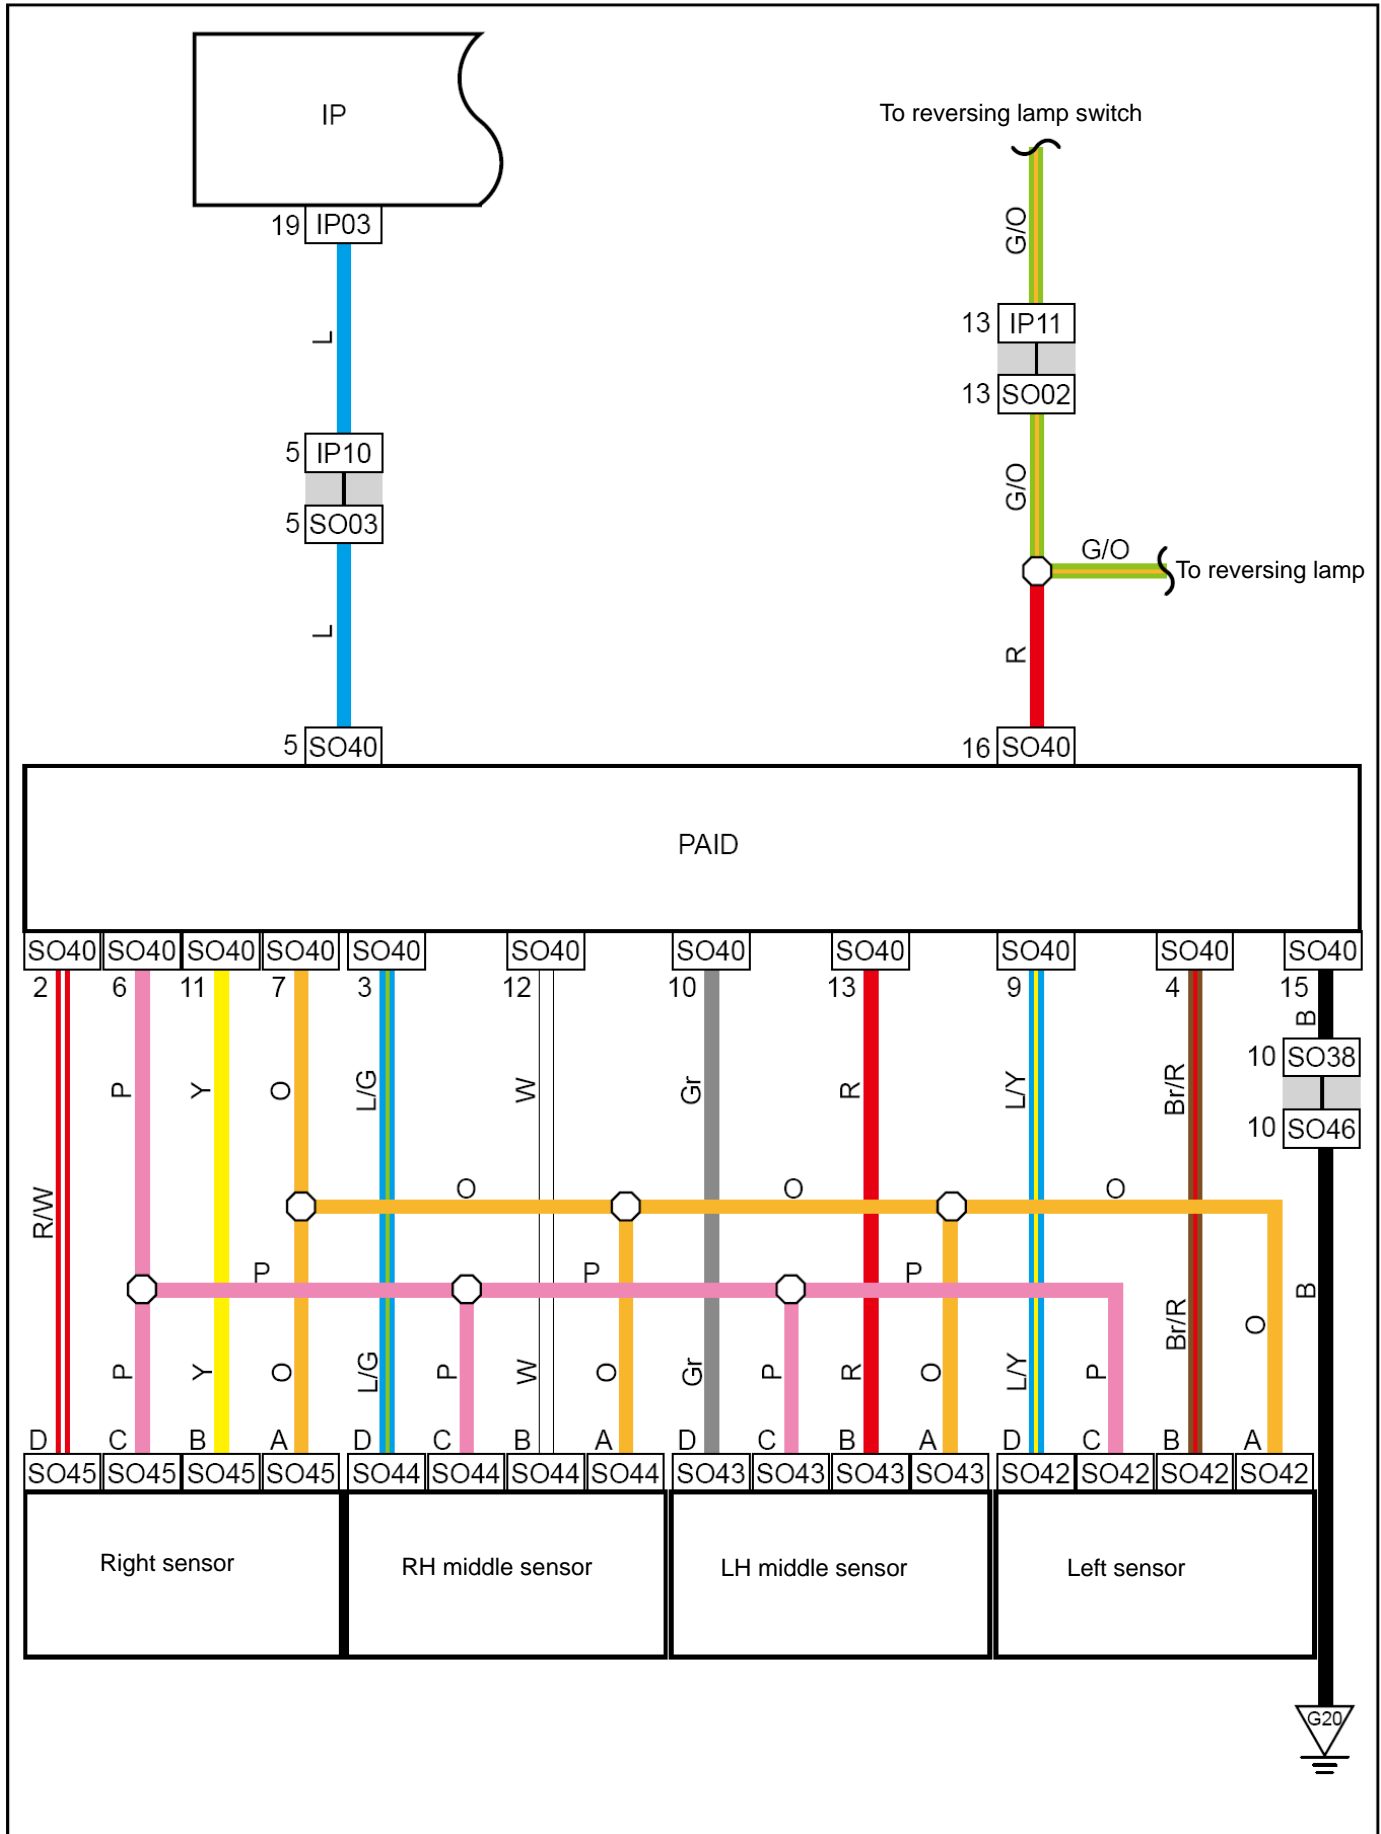 IP
To reversing lamp switch
19 IP03
G/O
L
13 IP11
13 SO02
5 IP10
G/O
5 SO03
G/O
To reversing lamp
L
R
5 SO40
16 SO40
PAID
SO40 SO40 SO40 SO40 SO40 SO40 SO40 SO40 SO40 SO40 SO40
2 6 11 7 3 12 10 13 9 4 15
B
10 SO38
P Y O L/G W Gr R L/Y Br/R
10 SO46
O O O
R/W
P P P
B
Br/R O
P Y O L/G P W O Gr P R O L/Y P
D C B A D C B A D C B A D C B A
SO45 SO45 SO45 SO45 SO44 SO44 SO44 SO44 SO43 SO43 SO43 SO43 SO42 SO42 SO42 SO42
Right sensor
RH middle sensor
LH middle sensor
Left sensor
G20